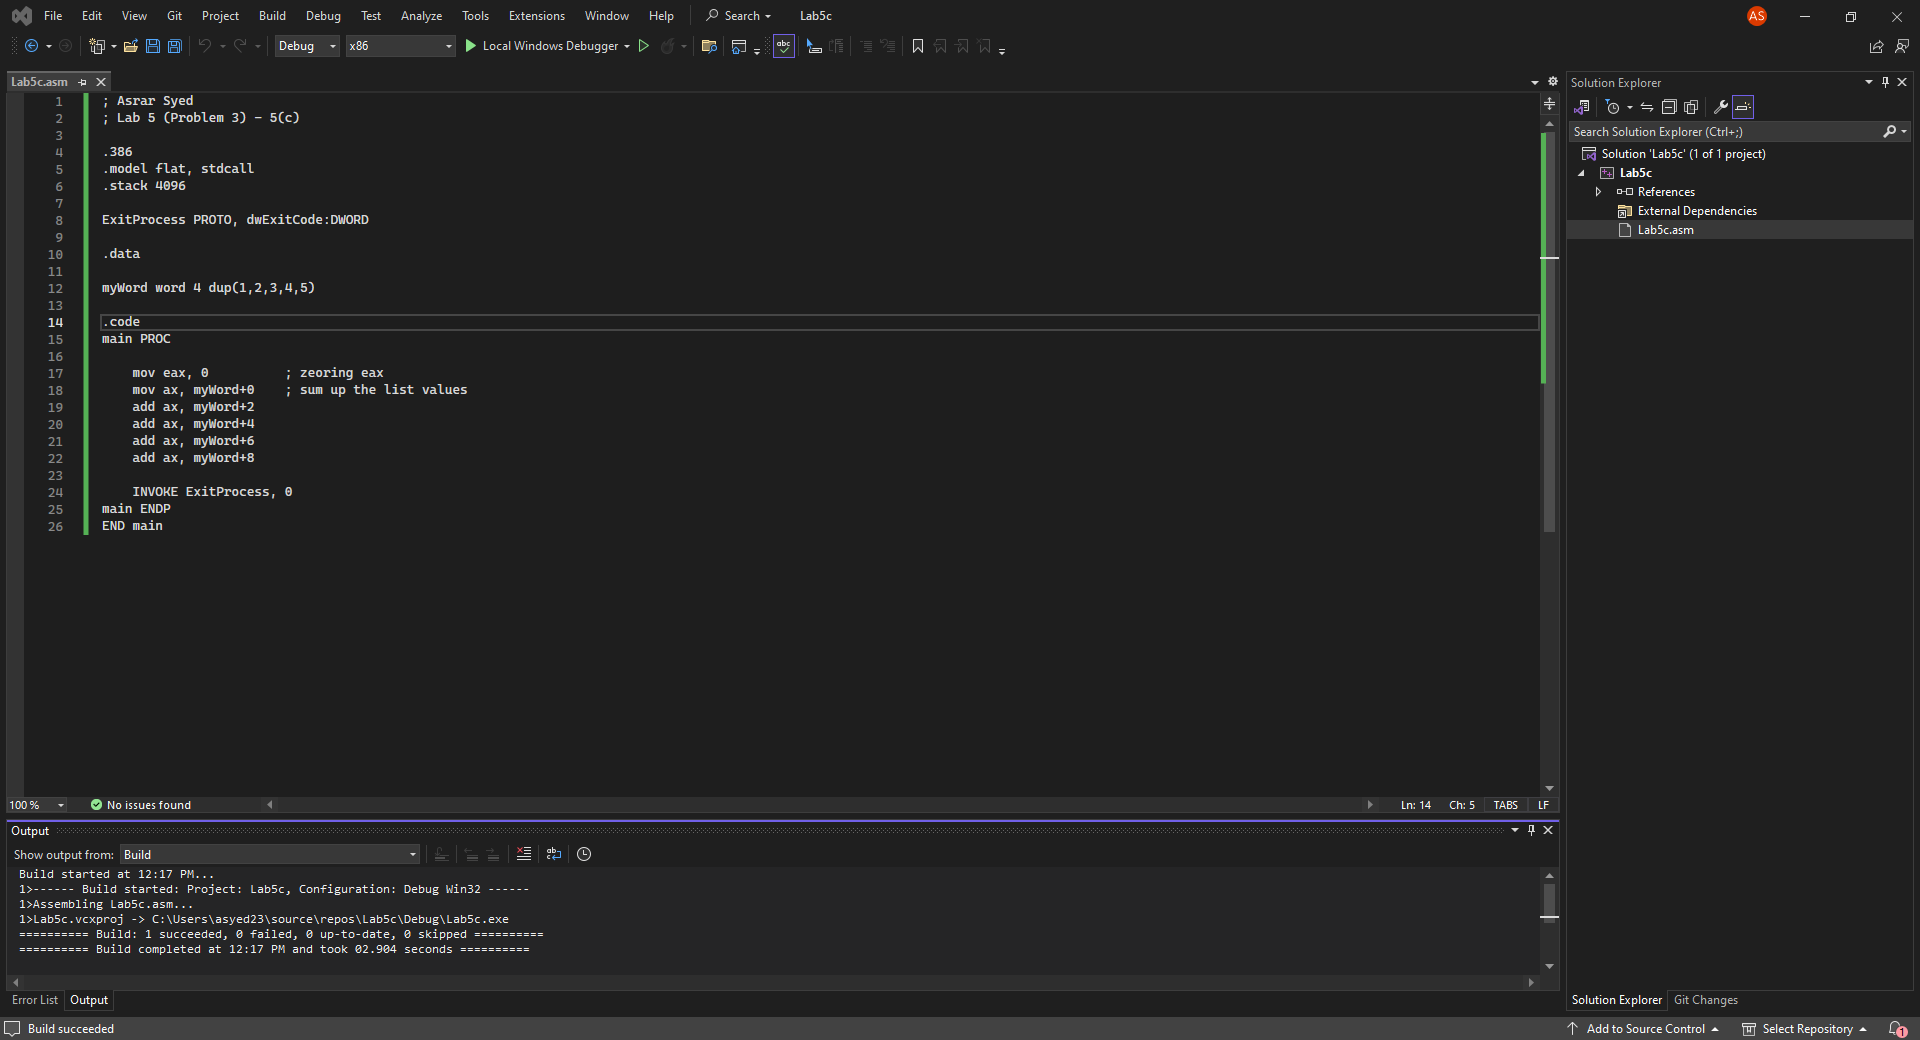 File Edit View Git Project Build Debug Test Analyze Tools Extensions Window Help Search Lab5c AS
Debug x86 Local Windows Debugger abc
Lab5c.asm
1 ; Asrar Syed
2 ; Lab 5 (Problem 3) - 5(c)
3
4 .386
5 .model flat, stdcall
6 .stack 4096
7
8 ExitProcess PROTO, dwExitCode:DWORD
9
10 .data
11
12 myWord word 4 dup(1,2,3,4,5)
13
14 .code
15 main PROC
16
17 mov eax, 0 ; zeoring eax
18 mov ax, myWord+0 ; sum up the list values
19 add ax, myWord+2
20 add ax, myWord+4
21 add ax, myWord+6
22 add ax, myWord+8
23
24 INVOKE ExitProcess, 0
25 main ENDP
26 END main
100 % No issues found Ln: 14 Ch: 5 TABS LF
Output
Show output from: Build
Build started at 12:17 PM...
1>------ Build started: Project: Lab5c, Configuration: Debug Win32 ------
1>Assembling Lab5c.asm...
1>Lab5c.vcxproj -> C:\Users\asyed23\source\repos\Lab5c\Debug\Lab5c.exe
========== Build: 1 succeeded, 0 failed, 0 up-to-date, 0 skipped ==========
========== Build completed at 12:17 PM and took 02.904 seconds ==========
Error List Output
Solution Explorer
Search Solution Explorer (Ctrl+;)
Solution 'Lab5c' (1 of 1 project)
Lab5c
References
External Dependencies
Lab5c.asm
Solution Explorer Git Changes
Build succeeded Add to Source Control Select Repository 1